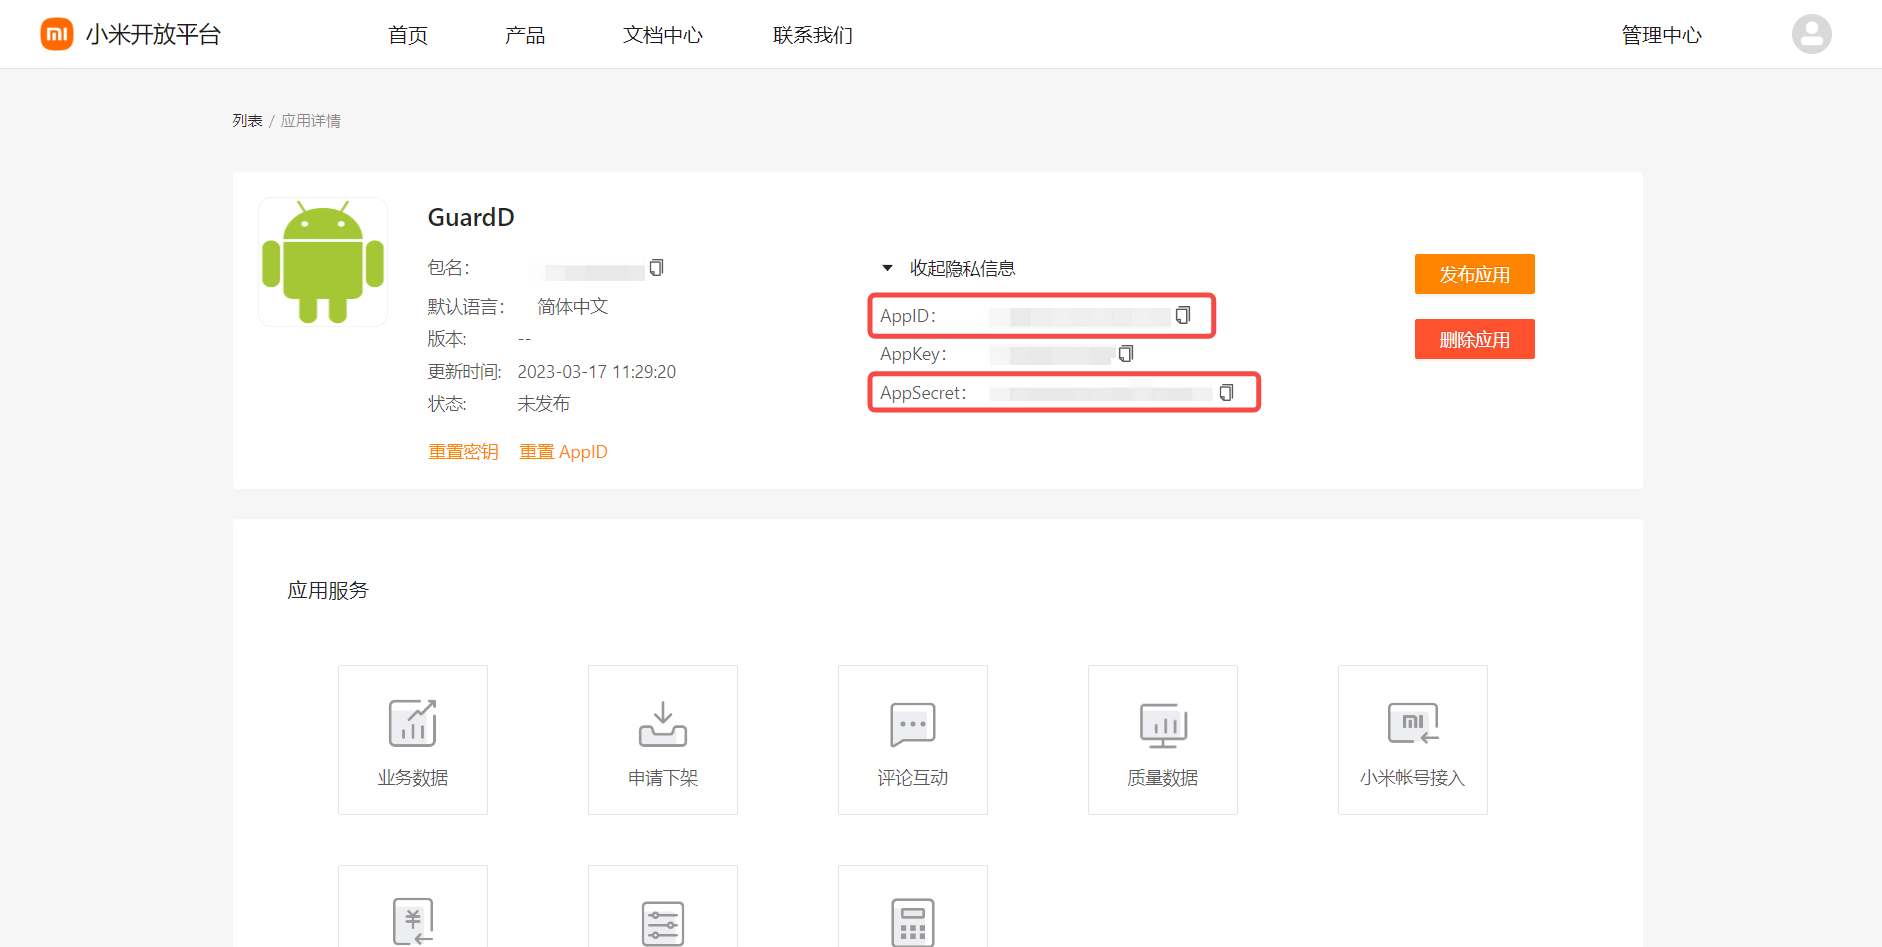 小米开放平台
首页
产品
文档中心
联系我们
管理中心
列表 / 应用详情
GuardD
包名:
默认语言: 简体中文
版本: --
更新时间: 2023-03-17 11:29:20
状态: 未发布
重置密钥 重置 AppID
收起隐私信息
AppID:
AppKey:
AppSecret:
发布应用
删除应用
应用服务
业务数据
申请下架
评论互动
质量数据
小米帐号接入